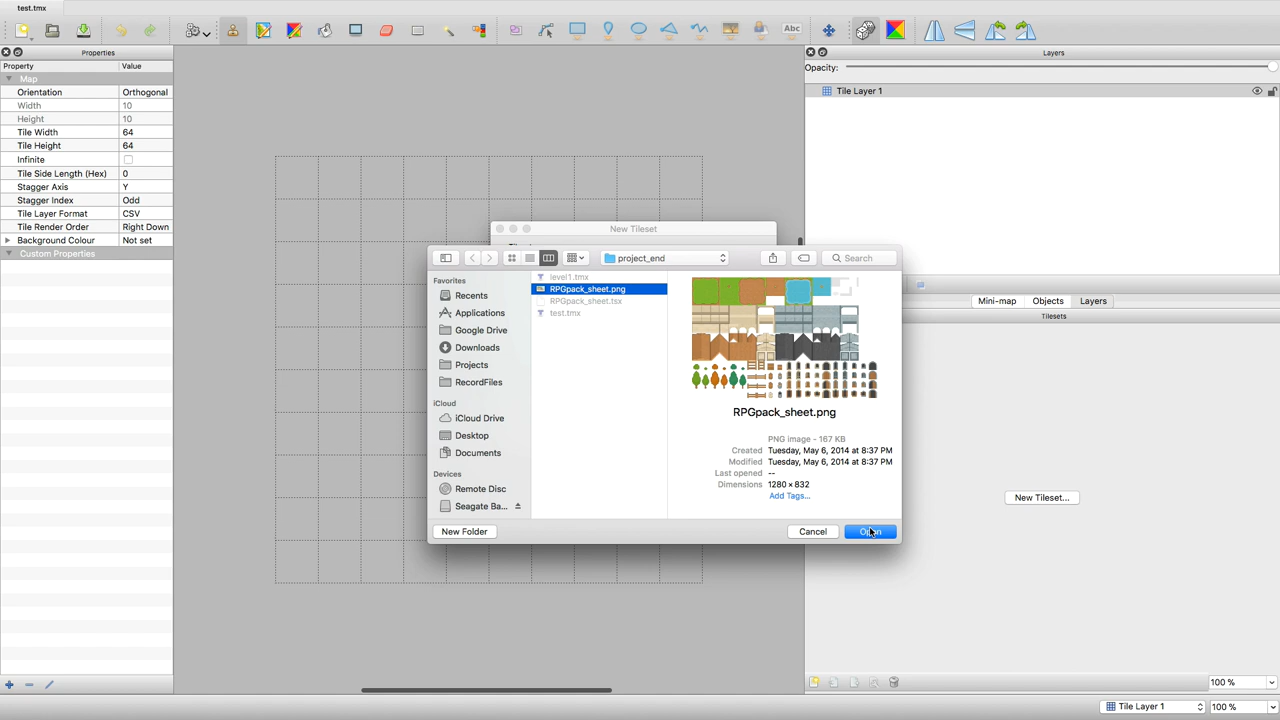 test.tmx
Abc
Properties
Layers
Property Value
Opacity:
Map
Orientation Orthogonal
Width 10
Height 10
Tile Width 64
Tile Height 64
Infinite
Tile Side Length (Hex) 0
Stagger Axis Y
Stagger Index Odd
Tile Layer Format CSV
Tile Render Order Right Down
Background Colour Not set
Custom Properties
Tile Layer 1
New Tileset
project_end
Search
Favorites
Recents
Applications
Google Drive
Downloads
Projects
RecordFiles
iCloud
iCloud Drive
Desktop
Documents
Devices
Remote Disc
Seagate Ba...
level1.tmx
RPGpack_sheet.png
RPGpack_sheet.tsx
test.tmx
RPGpack_sheet.png
PNG image - 167 KB
Created Tuesday, May 6, 2014 at 8:37 PM
Modified Tuesday, May 6, 2014 at 8:37 PM
Last opened --
Dimensions 1280 × 832
Add Tags...
New Folder
Cancel
Open
Mini-map Objects Layers
Tilesets
New Tileset...
100 %
Tile Layer 1
100 %